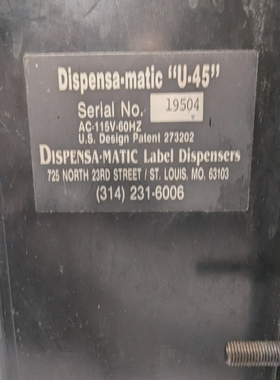 Dispensa-matic "U-45"
Serial No. 19504
AC-115V-60HZ
U.S. Design Patent 273202
DISPENSA-MATIC Label Dispensers
725 NORTH 23RD STREET / ST. LOUIS, MO. 63103
(314) 231-6006